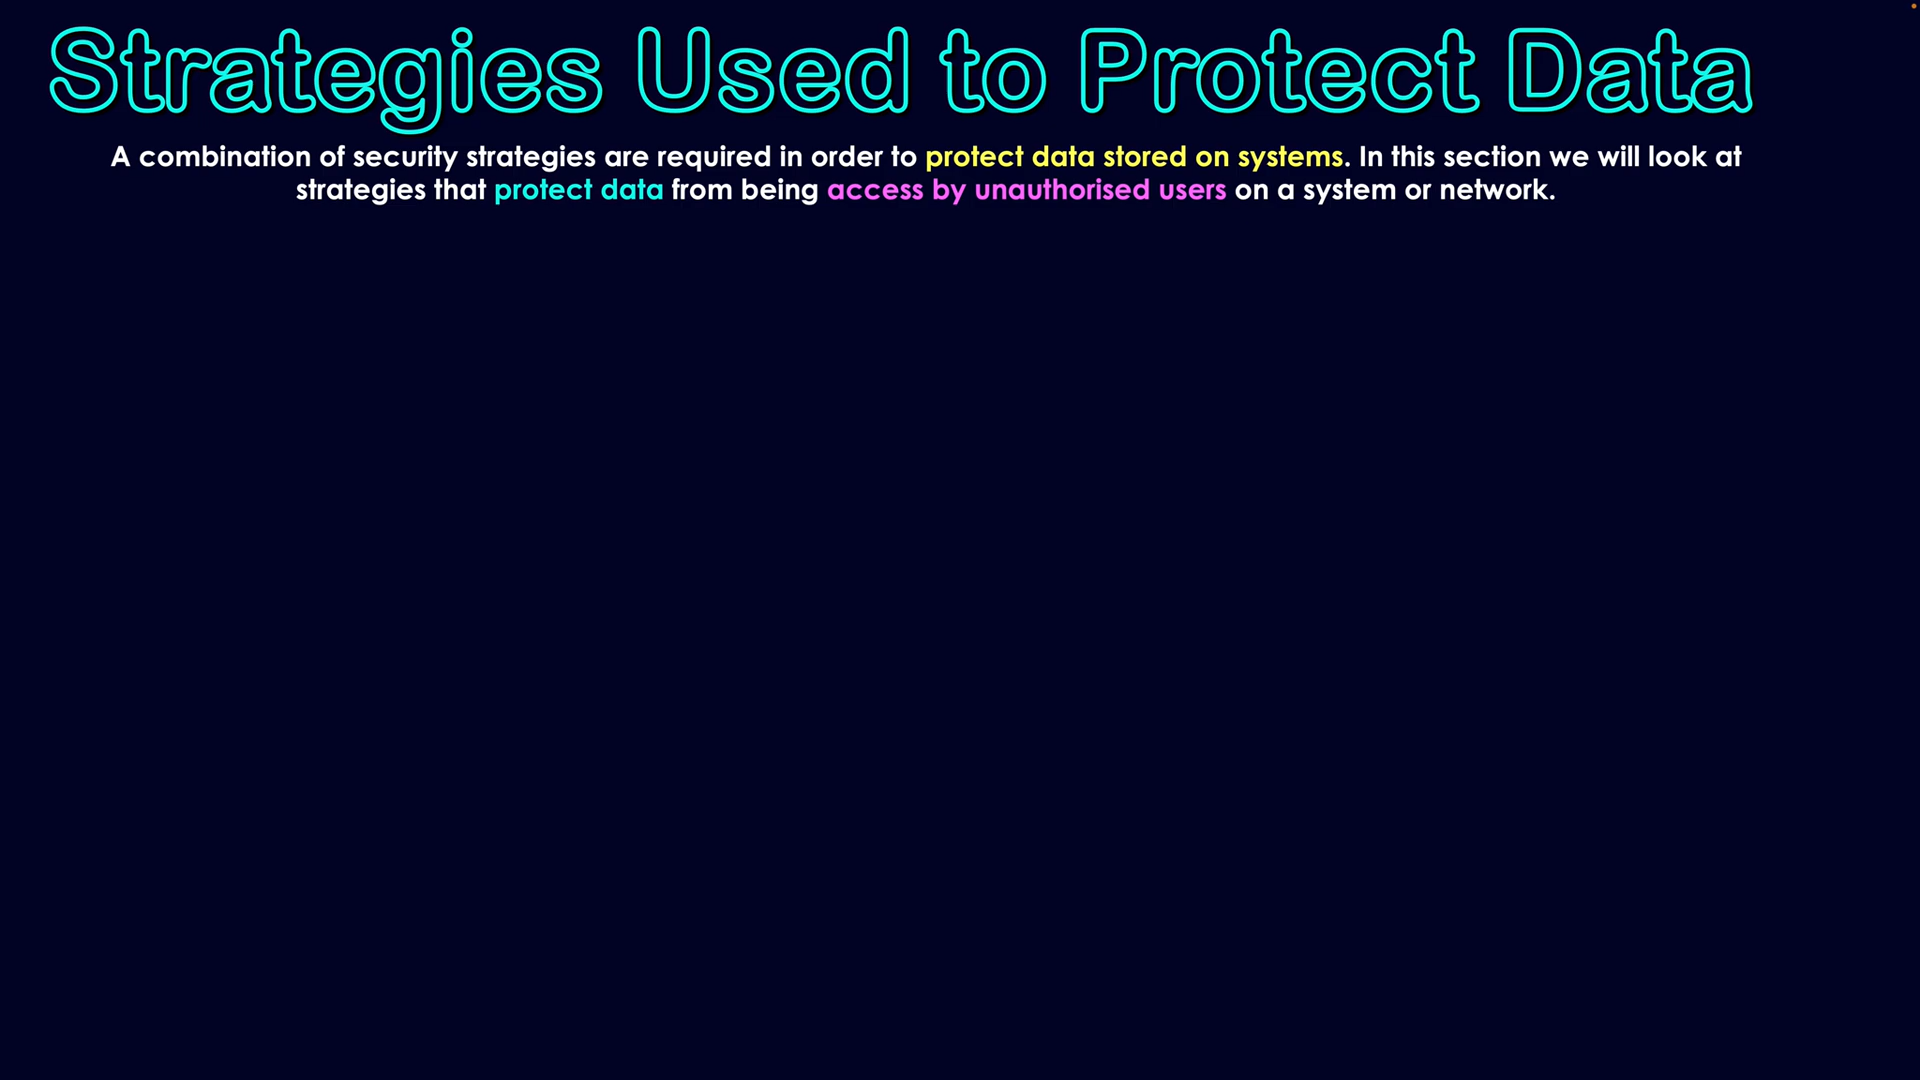 Strategies Used to Protect Data
A combination of security strategies are required in order to protect data stored on systems. In this section we will look at
strategies that protect data from being access by unauthorised users on a system or network.